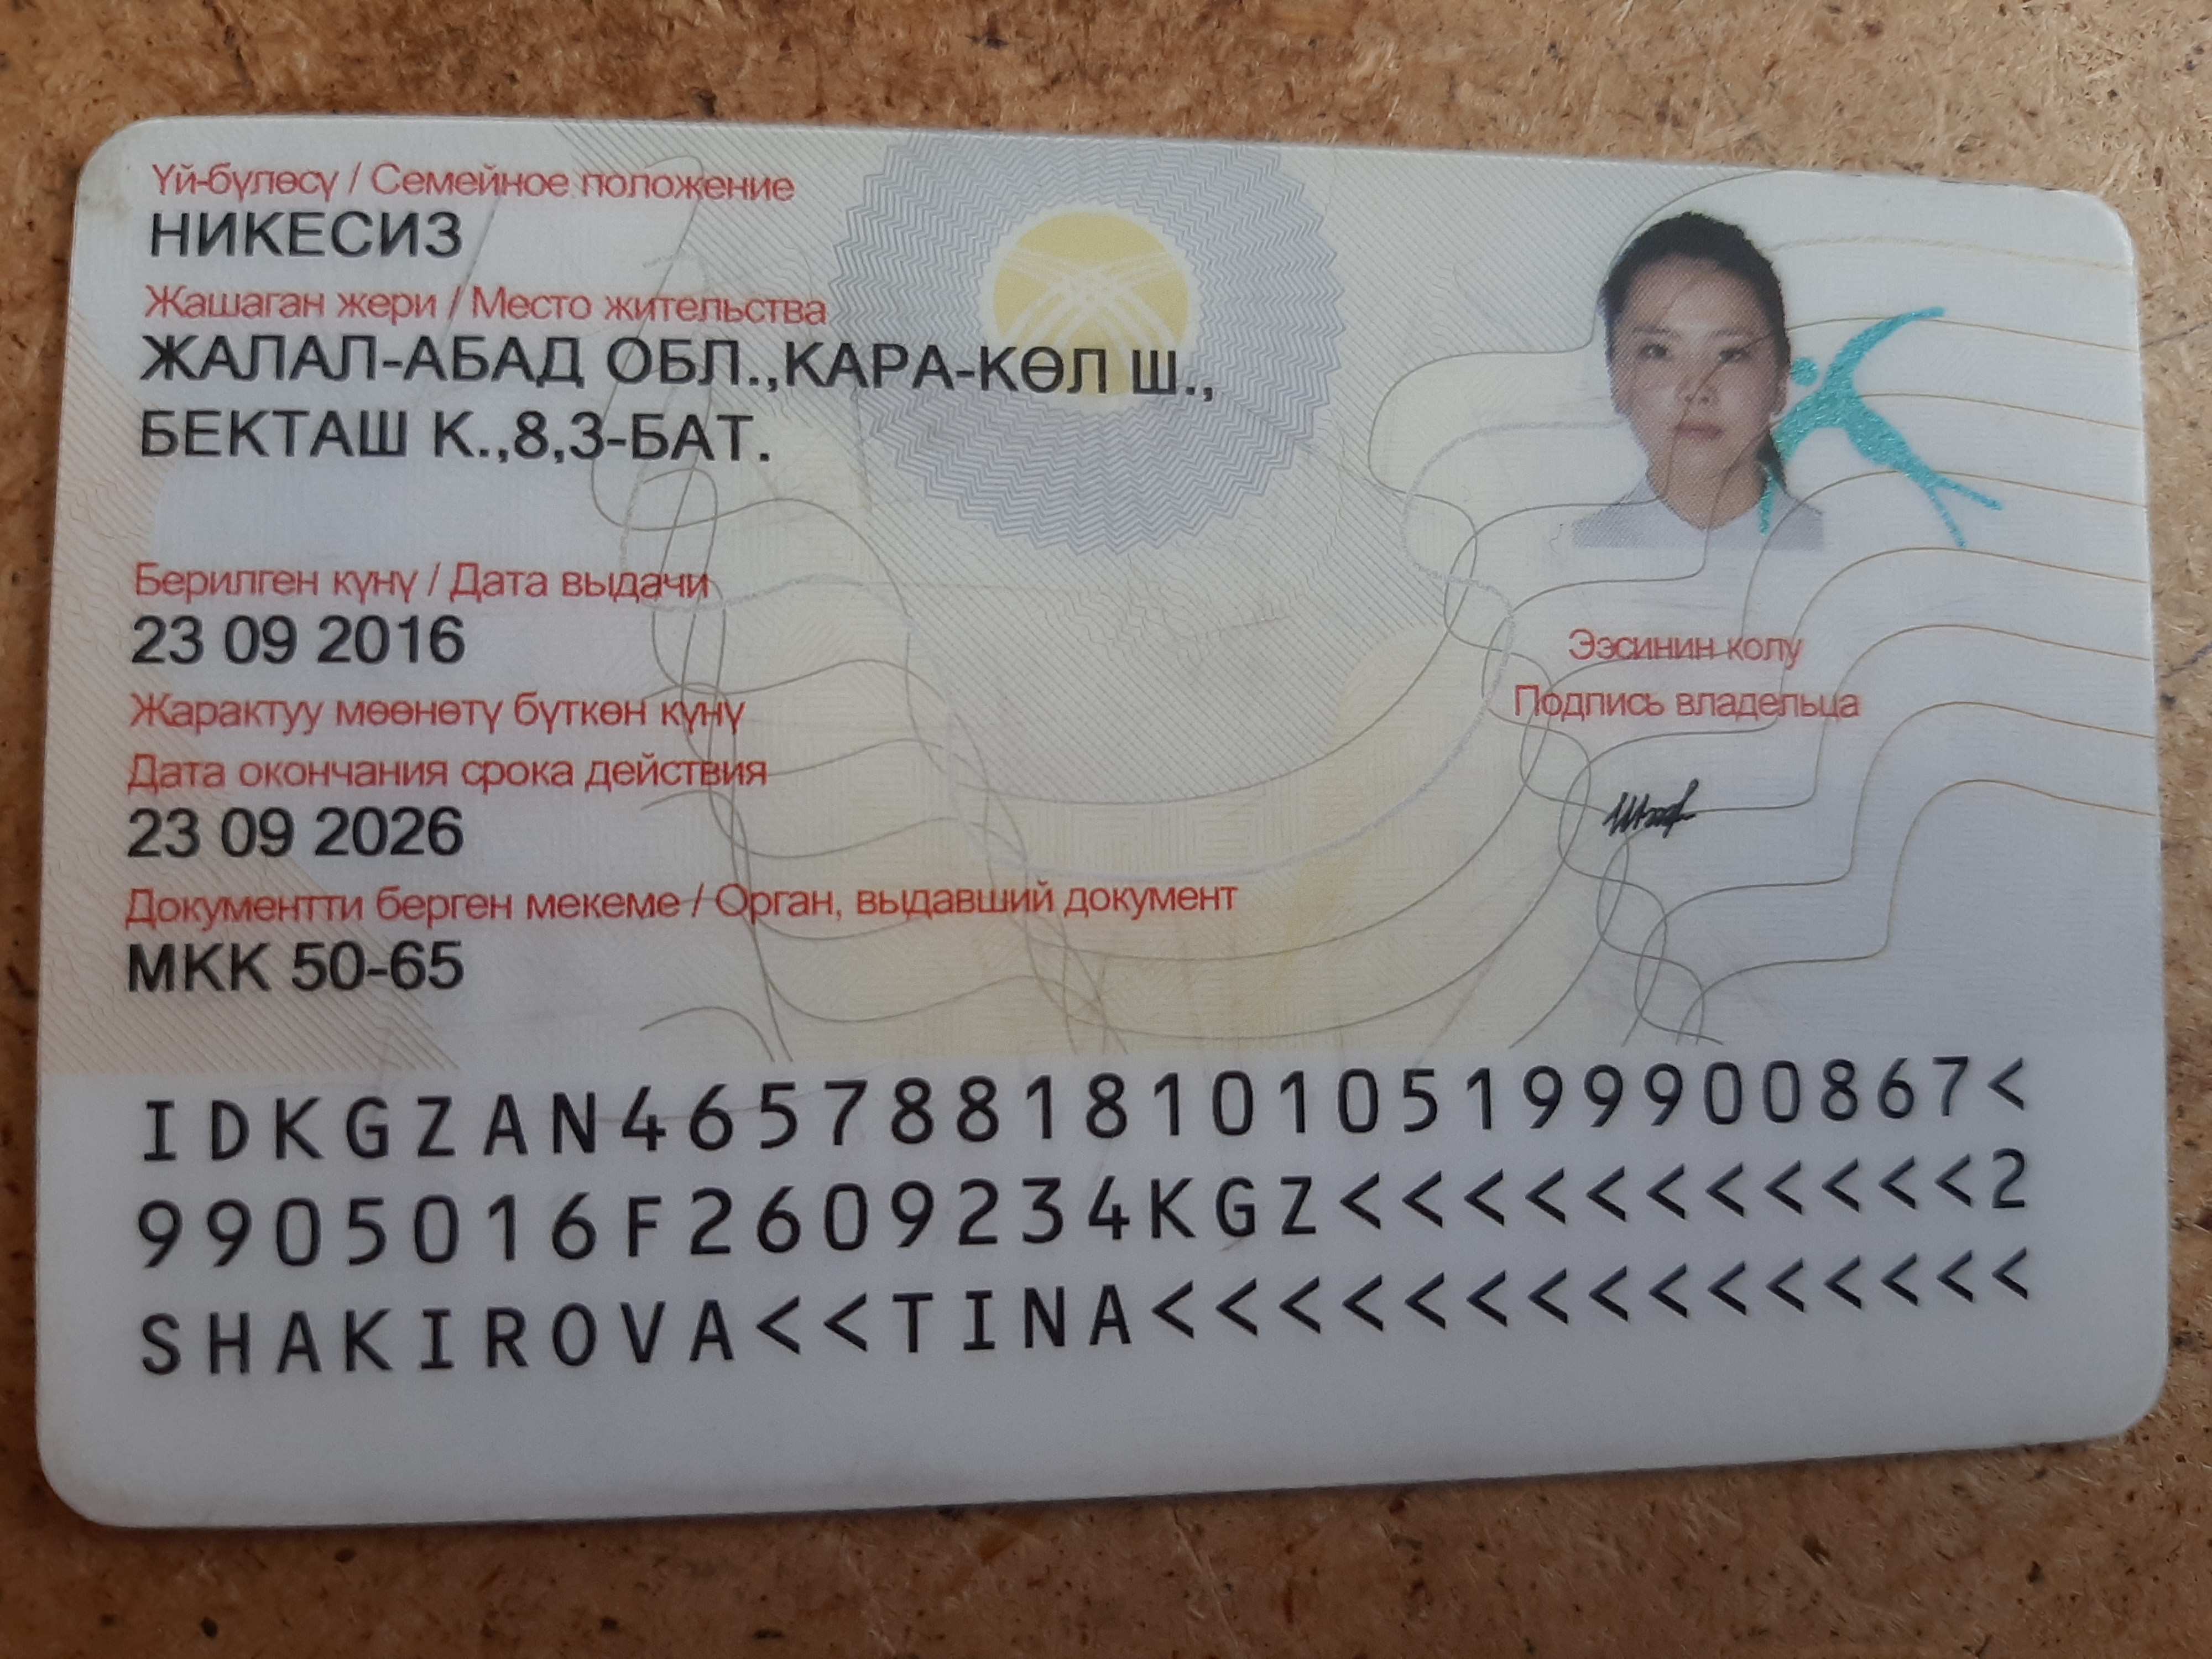 Үй-бүлөсү / Семейное положение
НИКЕСИЗ
Жашаган жери / Место жительства
ЖАЛАЛ-АБАД ОБЛ.,КАРА-КӨЛ Ш.,
БЕКТАШ К.,8,3-БАТ.
Берилген күнү / Дата выдачи
23 09 2016
Жарактуу мөөнөтү бүткөн күнү
Дата окончания срока действия
23 09 2026
Документти берген мекеме / Орган, выдавший документ
МКК 50-65
Ээсинин колу
Подпись владельца
IDKGZAN465788181010519990​0867<
9905016F2609234KGZ<<<<<<<<<<<2
SHAKIROVA<<TINA<<<<<<<<<<<<<<<